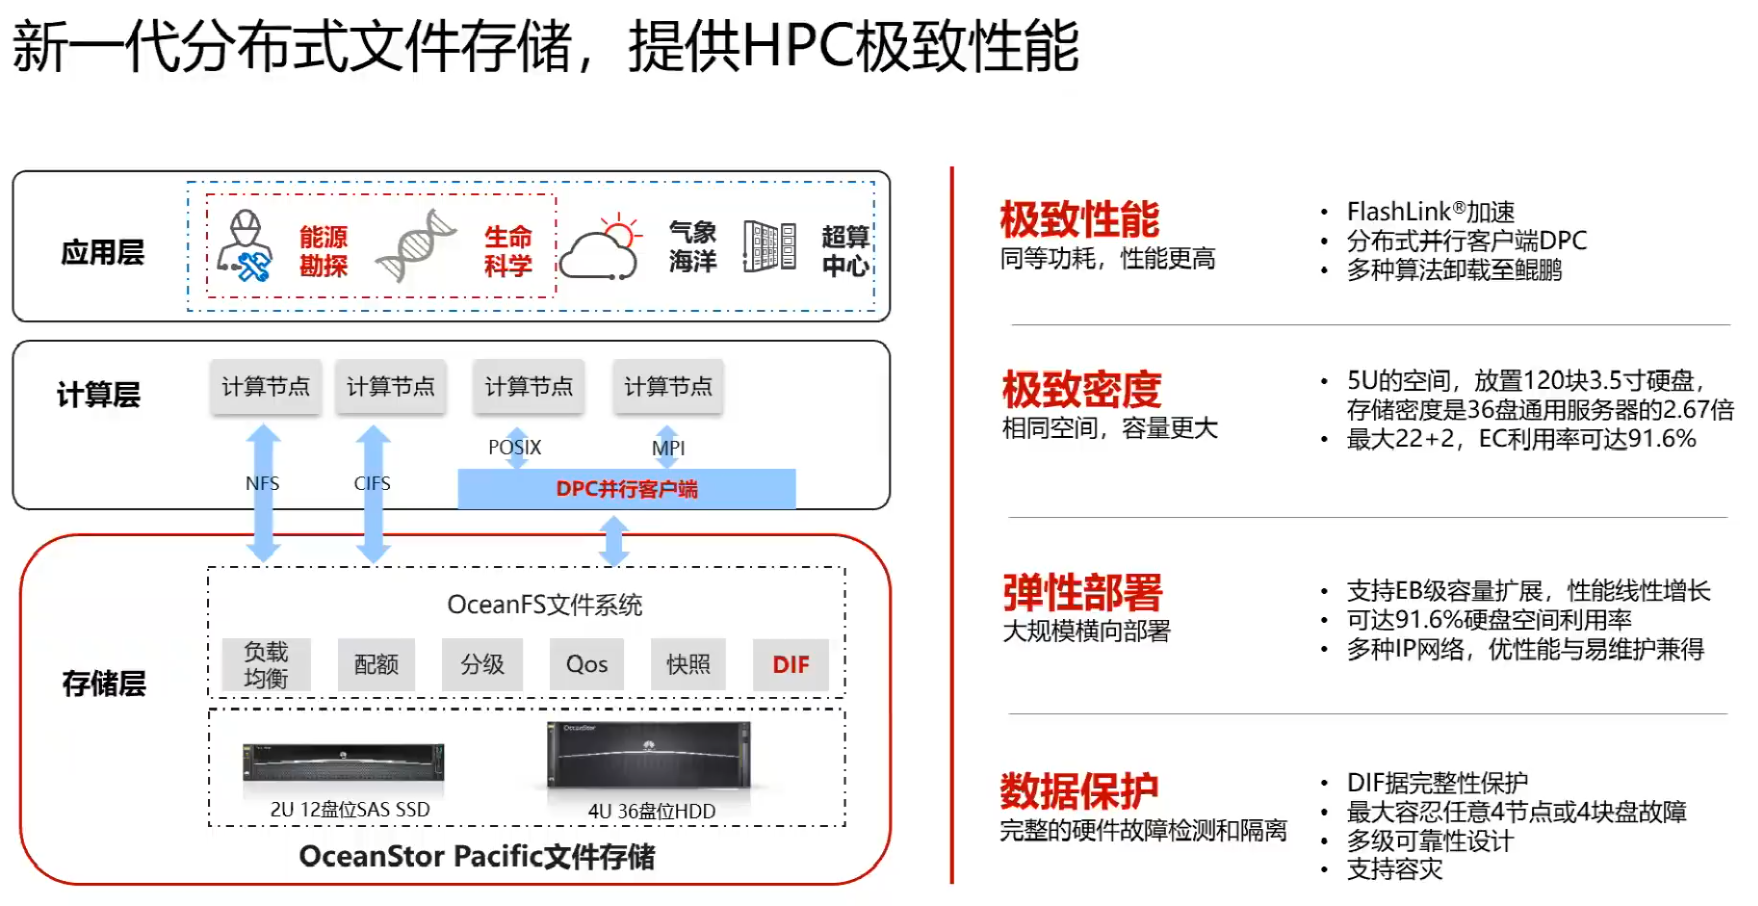 新一代分布式文件存储，提供HPC极致性能
应用层
能源
勘探
生命
科学
气象
海洋
超算
中心
计算层
计算节点
计算节点
计算节点
计算节点
NFS
CIFS
POSIX
MPI
DPC并行客户端
存储层
OceanFS文件系统
负载
均衡
配额
分级
Qos
快照
DIF
OceanStor
2U 12盘位SAS SSD
4U 36盘位HDD
OceanStor Pacific文件存储
极致性能
同等功耗，性能更高
• FlashLink®加速
• 分布式并行客户端DPC
• 多种算法卸载至鲲鹏
极致密度
相同空间，容量更大
• 5U的空间，放置120块3.5寸硬盘，
存储密度是36盘通用服务器的2.67倍
• 最大22+2，EC利用率可达91.6%
弹性部署
大规模横向部署
• 支持EB级容量扩展，性能线性增长
• 可达91.6%硬盘空间利用率
• 多种IP网络，优性能与易维护兼得
数据保护
完整的硬件故障检测和隔离
• DIF据完整性保护
• 最大容忍任意4节点或4块盘故障
• 多级可靠性设计
• 支持容灾